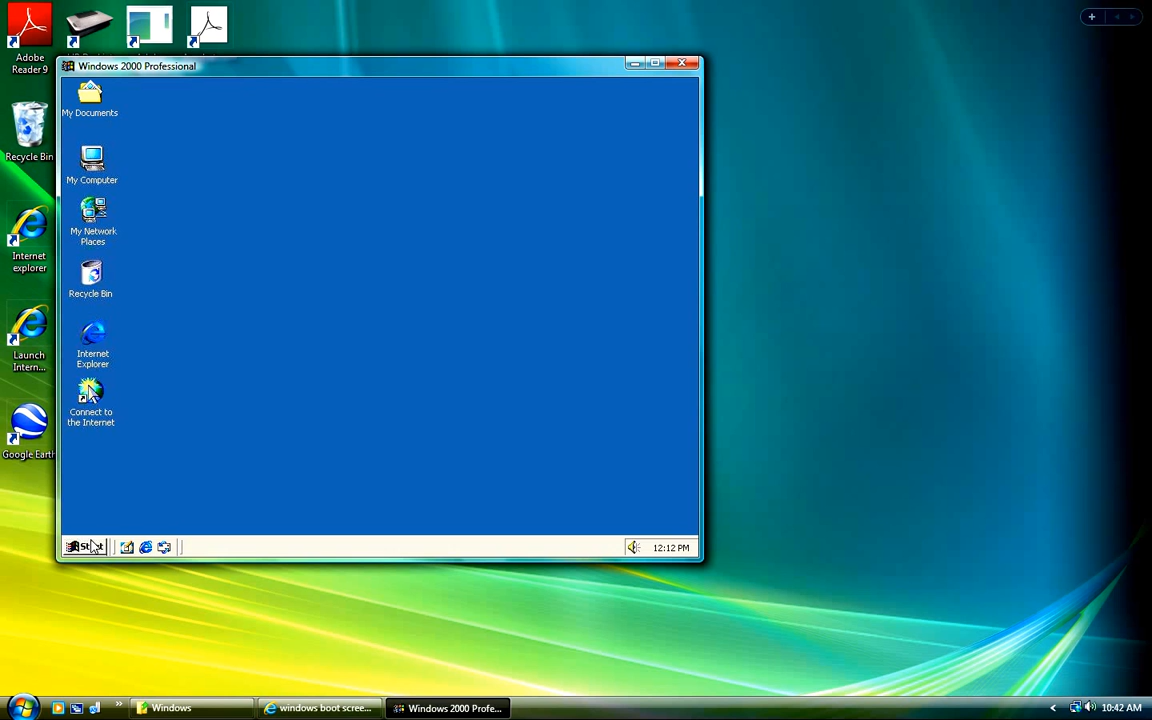 Adobe
Reader 9
Recycle Bin
Internet
explorer
Launch
Intern...
Google Earth
Windows 2000 Professional
My Documents
My Computer
My Network
Places
Recycle Bin
Internet
Explorer
Connect to
the Internet
Start
12:12 PM
Windows
windows boot scree...
Windows 2000 Profe...
10:42 AM